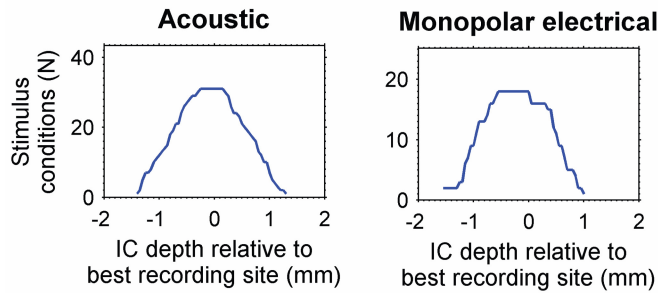 Acoustic
Stimulus
conditions (N)
40
20
0
-2 -1 0 1 2
IC depth relative to
best recording site (mm)
Monopolar electrical
20
10
0
-2 -1 0 1 2
IC depth relative to
best recording site (mm)